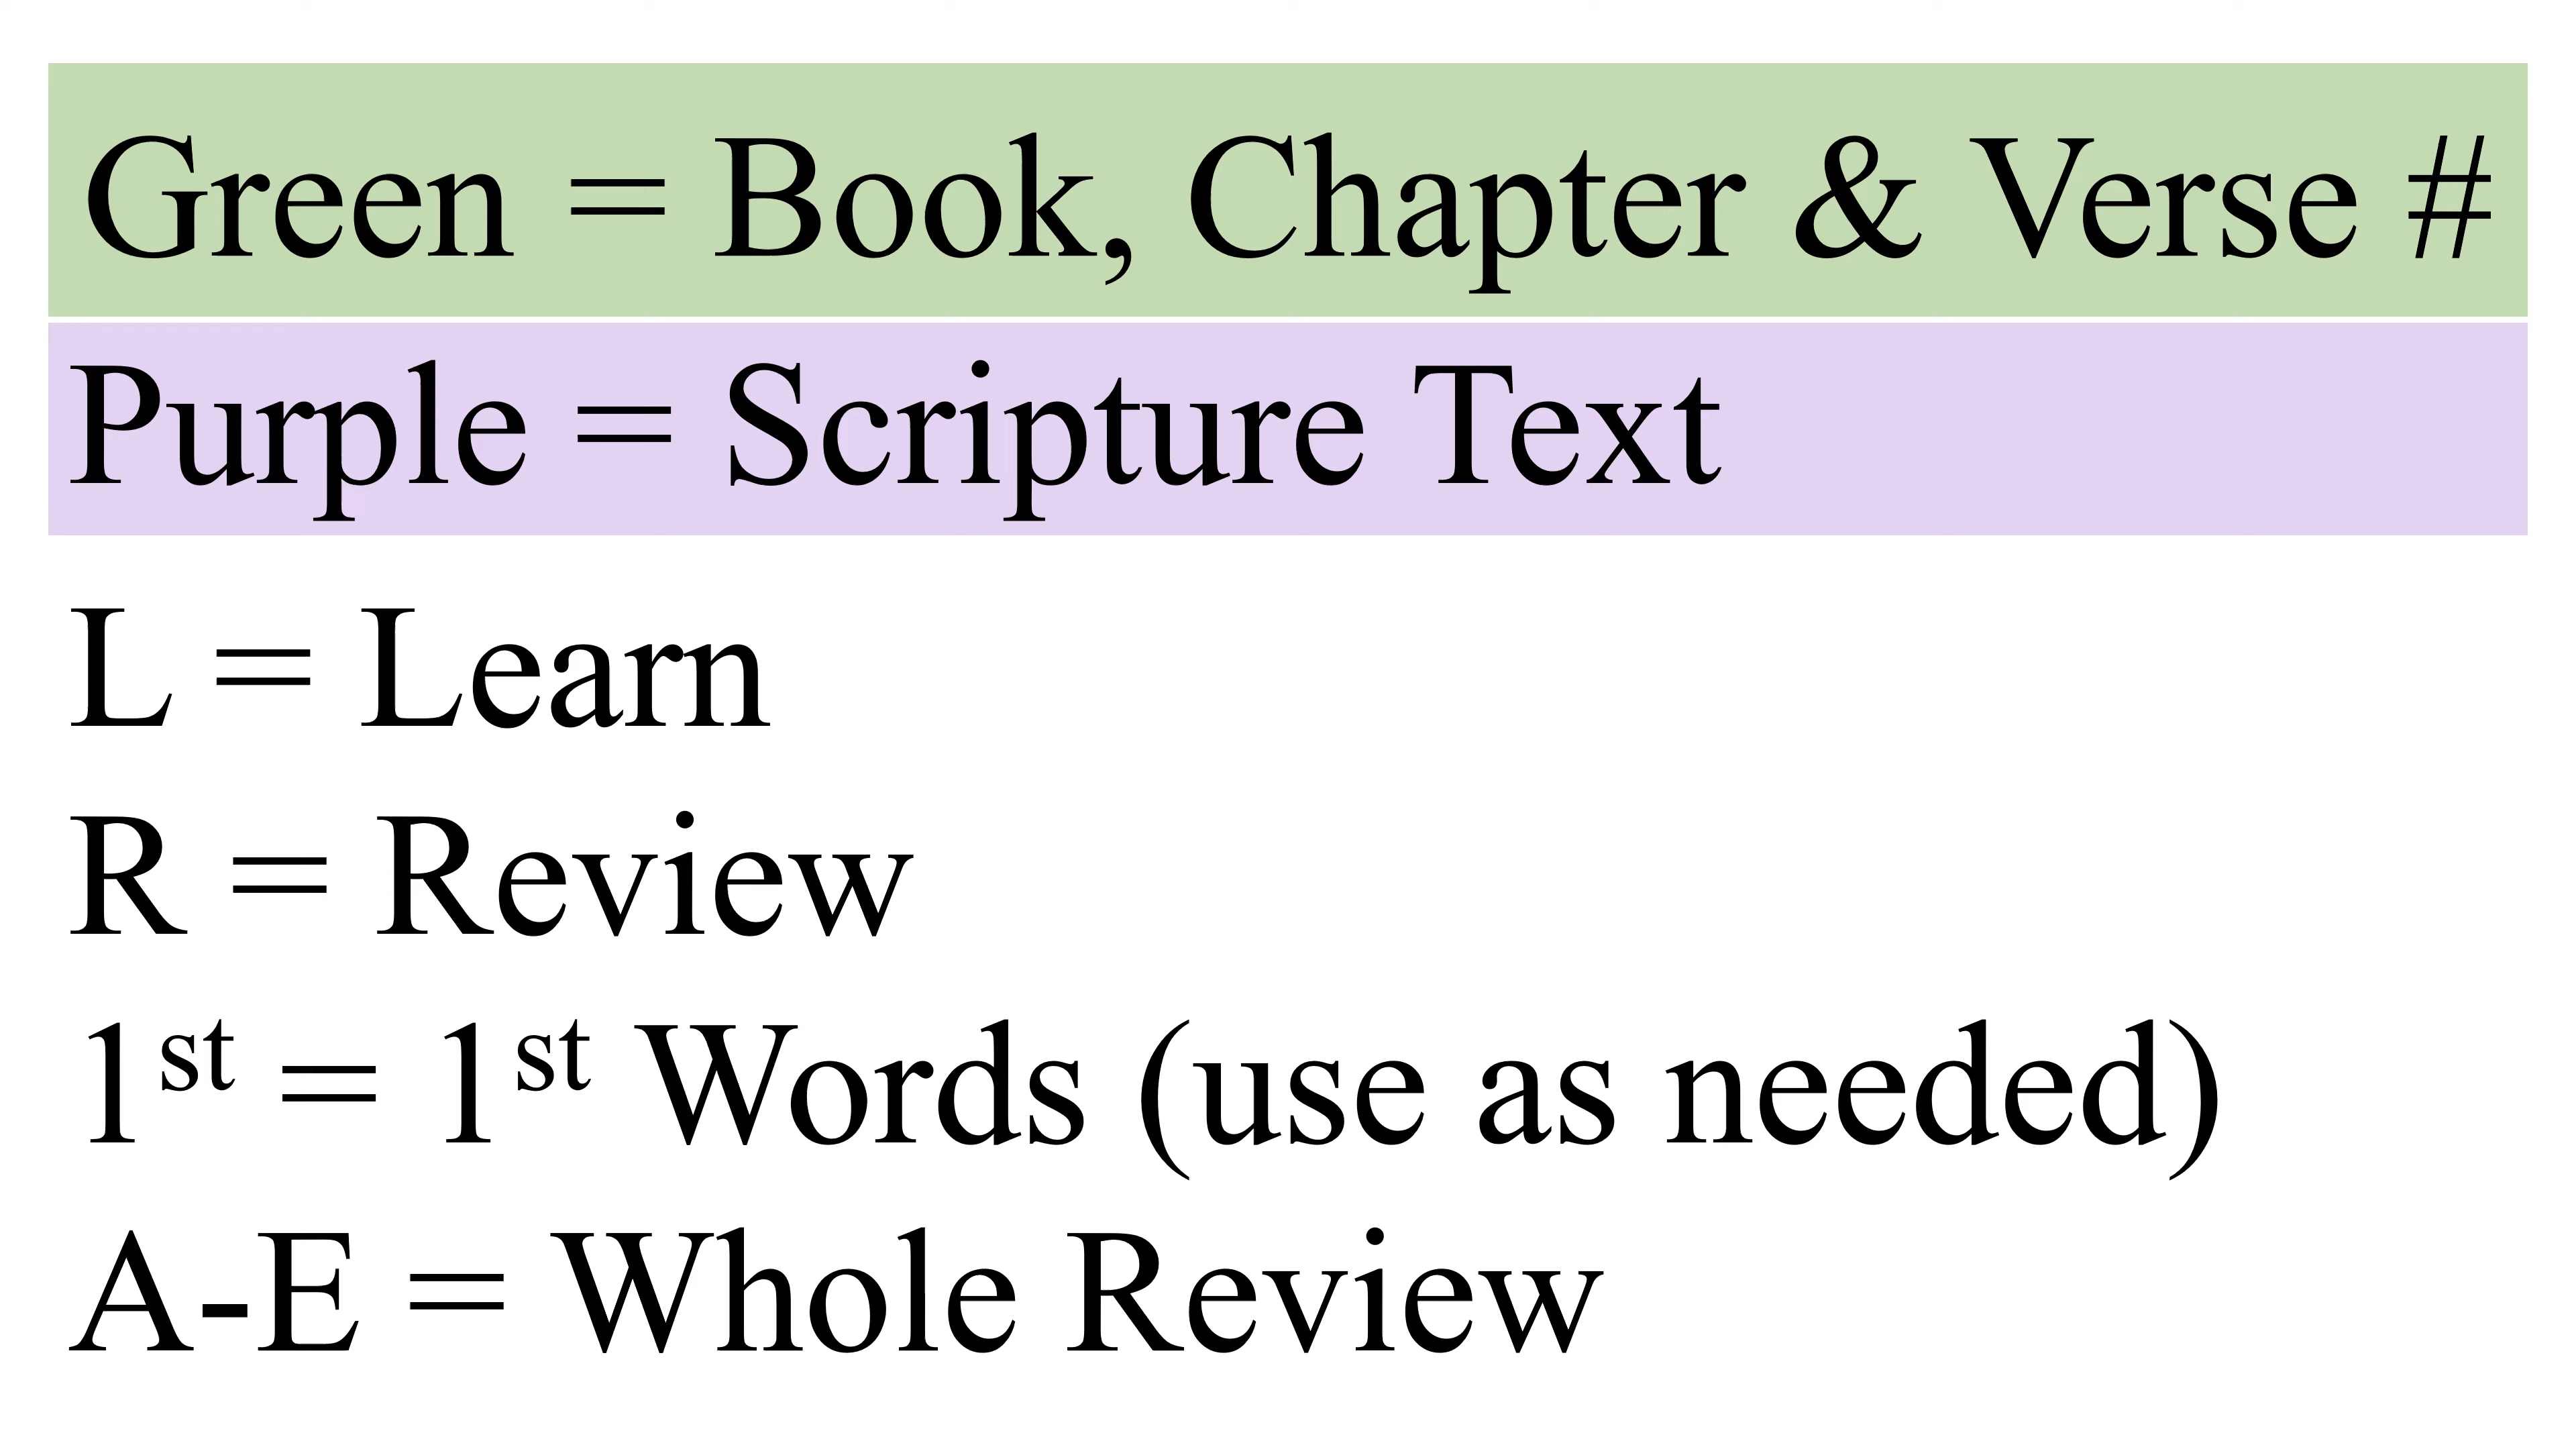 Green = Book, Chapter & Verse #
Purple = Scripture Text
L = Learn
R = Review
1st = 1st Words (use as needed)
A-E = Whole Review